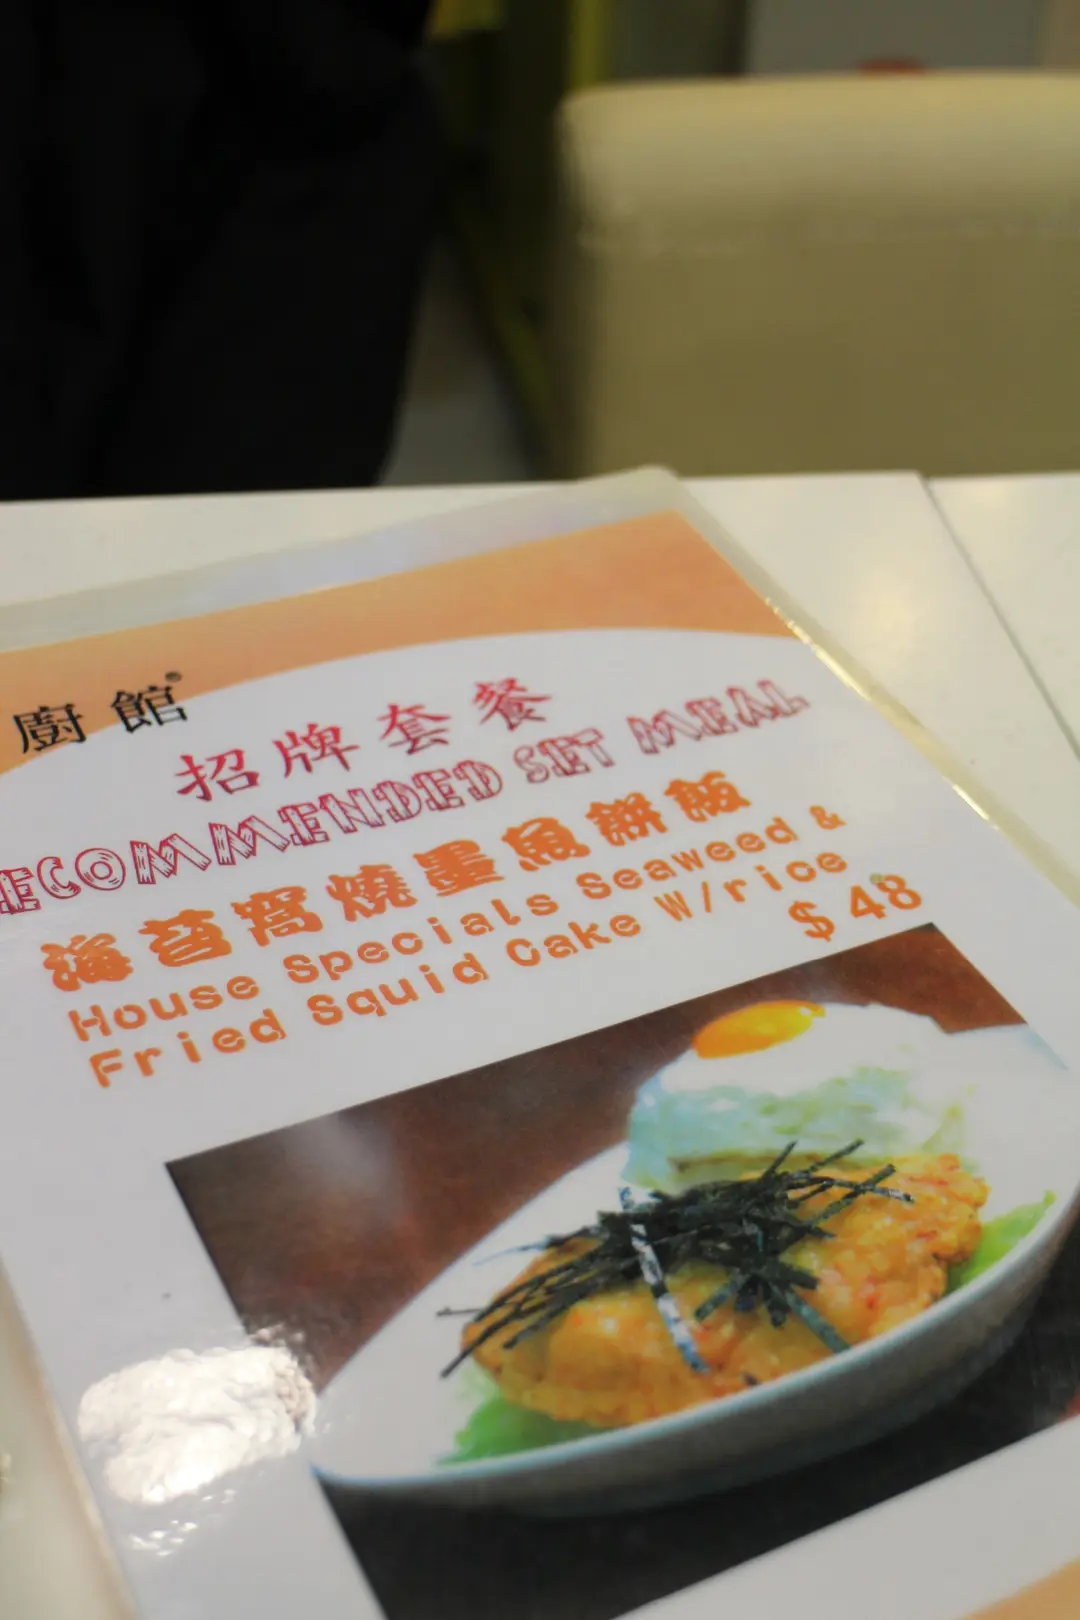 廚館®
招牌套餐
ECOMMENDED SET MEAL
海苔窩燒墨魚餅飯
House Specials Seaweed &
Fried Squid Cake W/rice
$48